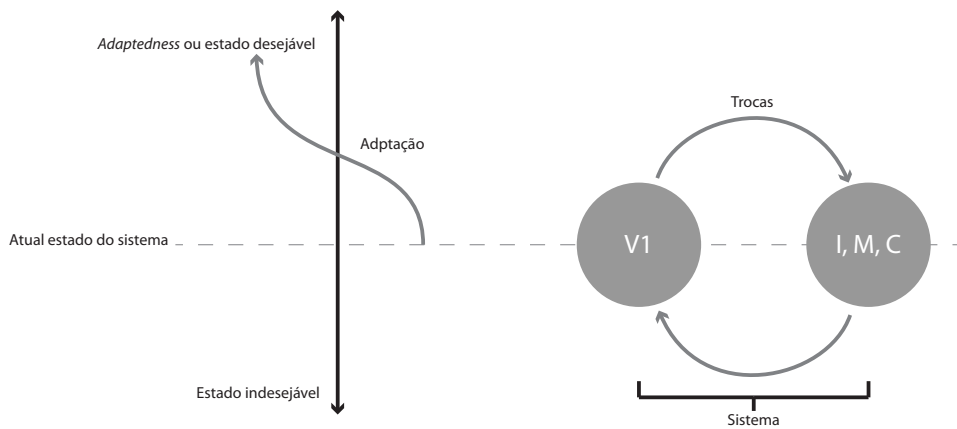 Adaptedness ou estado desejável
Trocas
Adptação
Atual estado do sistema
V1
I, M, C
Estado indesejável
Sistema